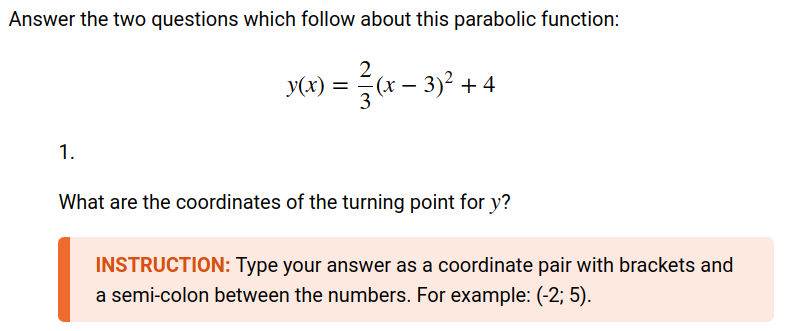 Answer the two questions which follow about this parabolic function:
y(x) = 2/3 (x − 3)² + 4
1.
What are the coordinates of the turning point for y?
INSTRUCTION: Type your answer as a coordinate pair with brackets and
a semi-colon between the numbers. For example: (-2; 5).